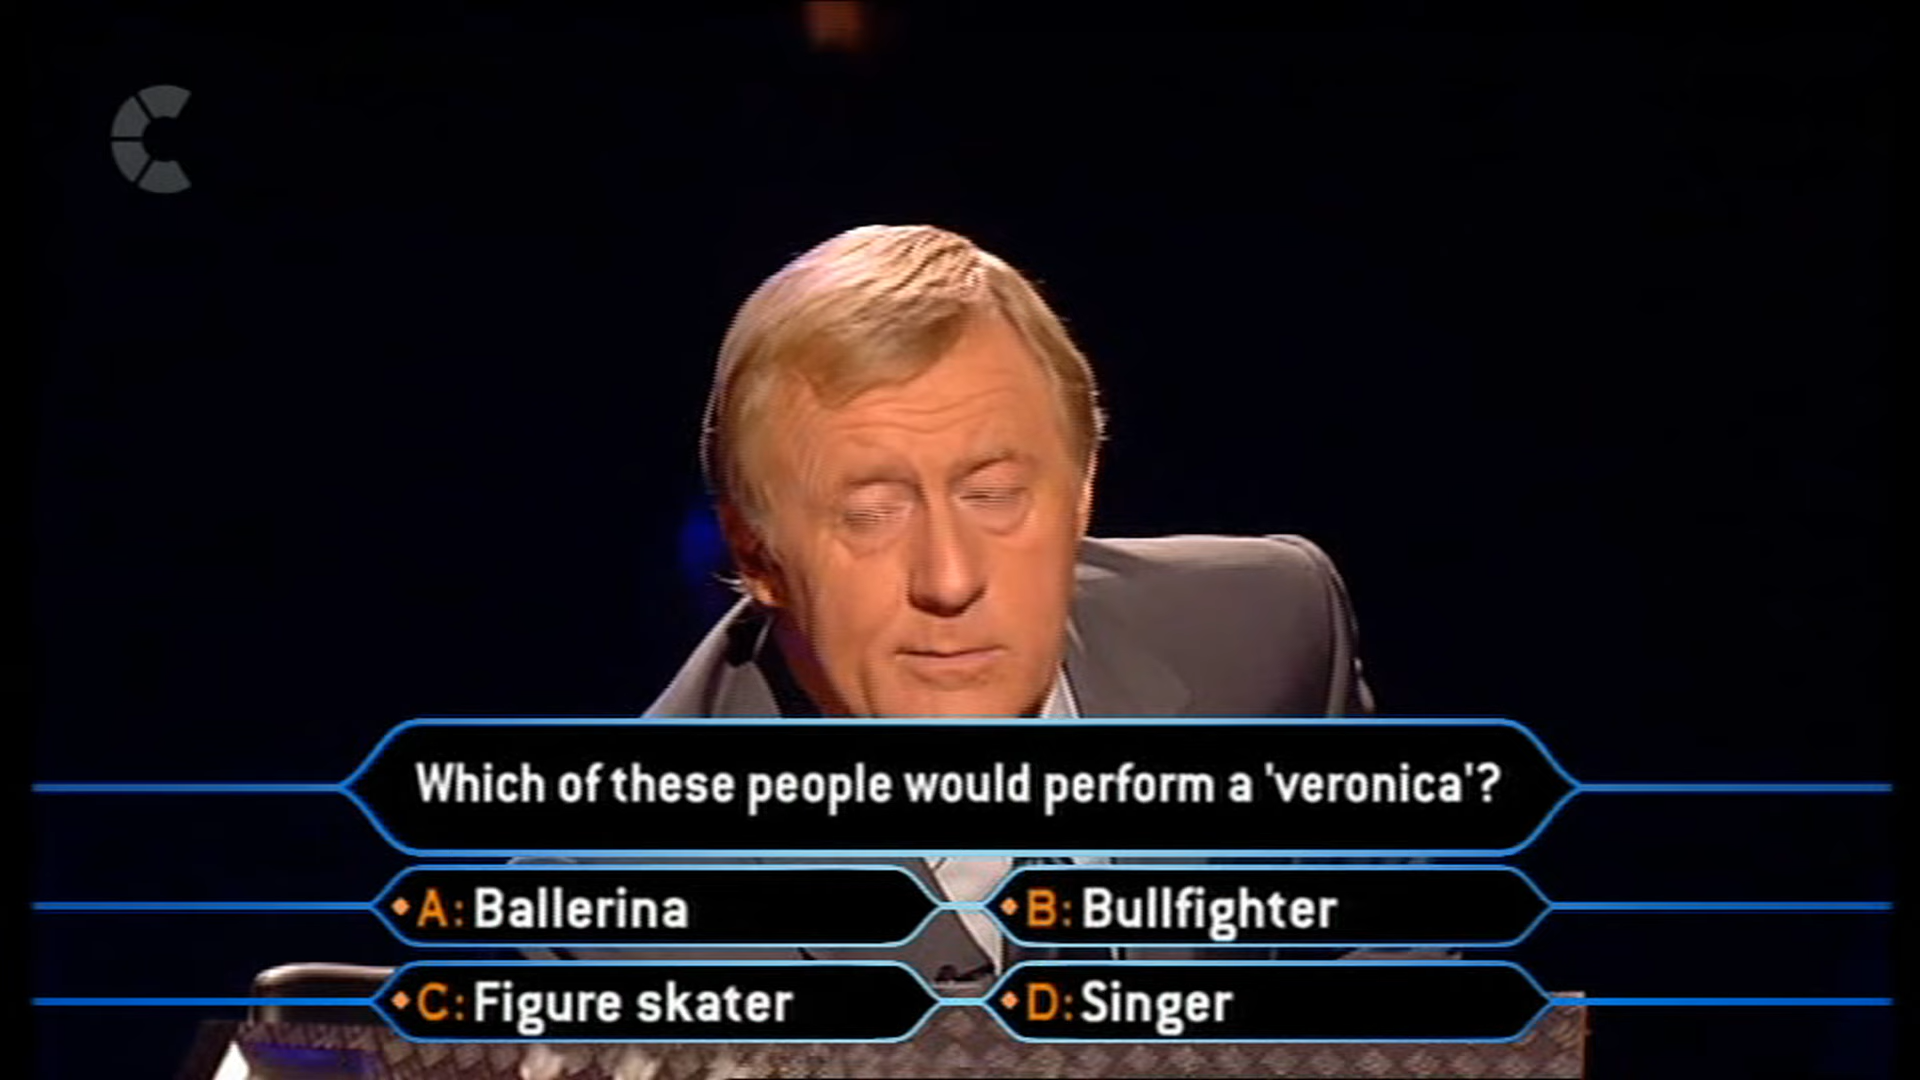 Which of these people would perform a 'veronica'?
A: Ballerina
B: Bullfighter
C: Figure skater
D: Singer